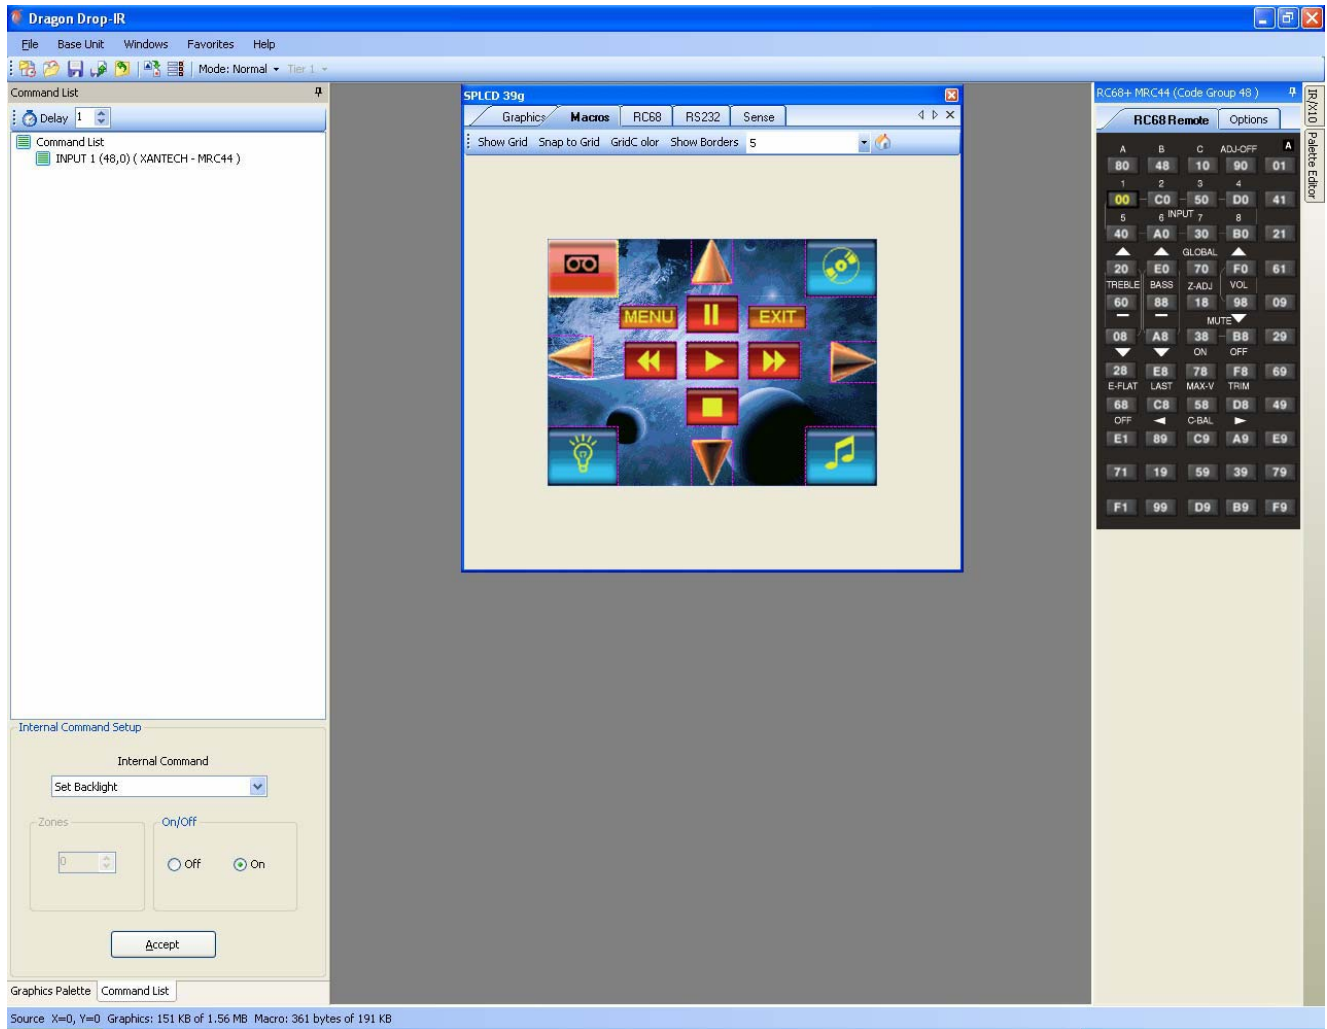 Dragon Drop-IR
File Base Unit Windows Favorites Help
Mode: Normal Tier 1
Command List
Delay 1
Command List
INPUT 1 (48,0) ( XANTECH - MRC44 )
Internal Command Setup
Internal Command
Set Backlight
Zones
0
On/Off
Off On
Accept
Graphics Palette Command List
SPLCD 39g
Graphics Macros RC68 RS232 Sense
Show Grid Snap to Grid GridC olor Show Borders 5
MENU EXIT
RC68+ MRC44 (Code Group 48 )
RC68 Remote Options
A B C ADJ-OFF A
80 48 10 90 01
1 2 3 4
00 C0 50 D0 41
5 6 INPUT 7 8
40 A0 30 B0 21
GLOBAL
20 E0 70 F0 61
TREBLE BASS Z-ADJ VOL
60 88 18 98 09
MUTE
08 A8 38 B8 29
ON OFF
28 E8 78 F8 69
E-FLAT LAST MAX-V TRIM
68 C8 58 D8 49
OFF C-BAL
E1 89 C9 A9 E9
71 19 59 39 79
F1 99 D9 B9 F9
IR/X10
Palette Editor
Source X=0, Y=0 Graphics: 151 KB of 1.56 MB Macro: 361 bytes of 191 KB